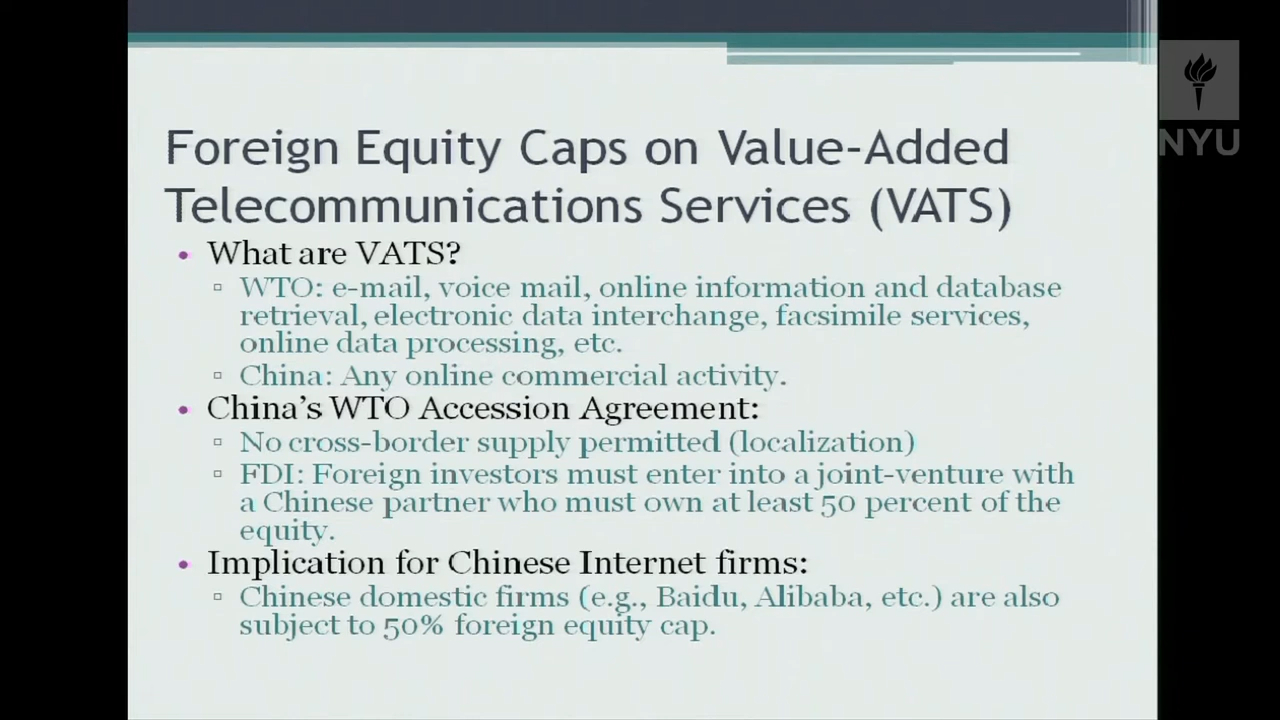 Foreign Equity Caps on Value-Added
Telecommunications Services (VATS)
• What are VATS?
▫ WTO: e-mail, voice mail, online information and database
retrieval, electronic data interchange, facsimile services,
online data processing, etc.
▫ China: Any online commercial activity.
• China's WTO Accession Agreement:
▫ No cross-border supply permitted (localization)
▫ FDI: Foreign investors must enter into a joint-venture with
a Chinese partner who must own at least 50 percent of the
equity.
• Implication for Chinese Internet firms:
▫ Chinese domestic firms (e.g., Baidu, Alibaba, etc.) are also
subject to 50% foreign equity cap.
NYU